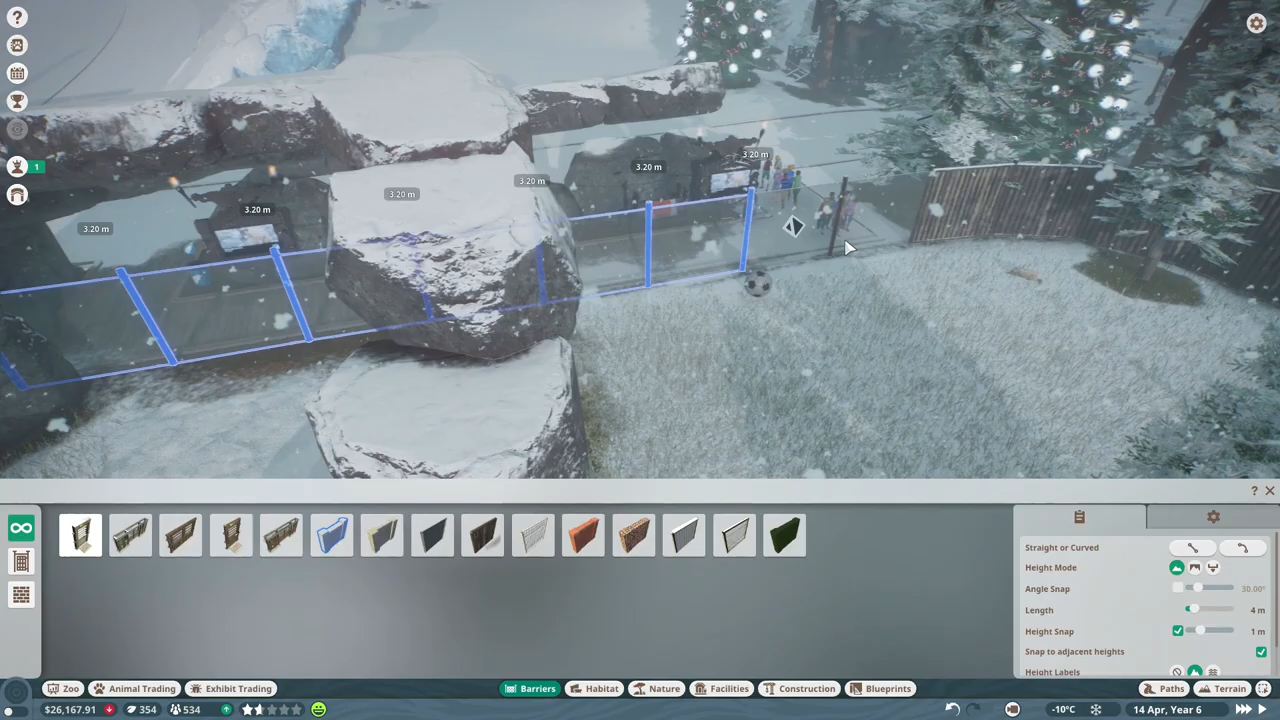 3.20 m
3.20 m
3.20 m
3.20 m
3.20 m
3.20 m
1
?
? ×
Straight or Curved
Height Mode
Angle Snap 30.00°
Length 4 m
Height Snap 1 m
Snap to adjacent heights
Height Labels
Zoo Animal Trading Exhibit Trading Barriers Habitat Nature Facilities Construction Blueprints Paths Terrain
$26,167.91 354 534 -10°C 14 Apr, Year 6